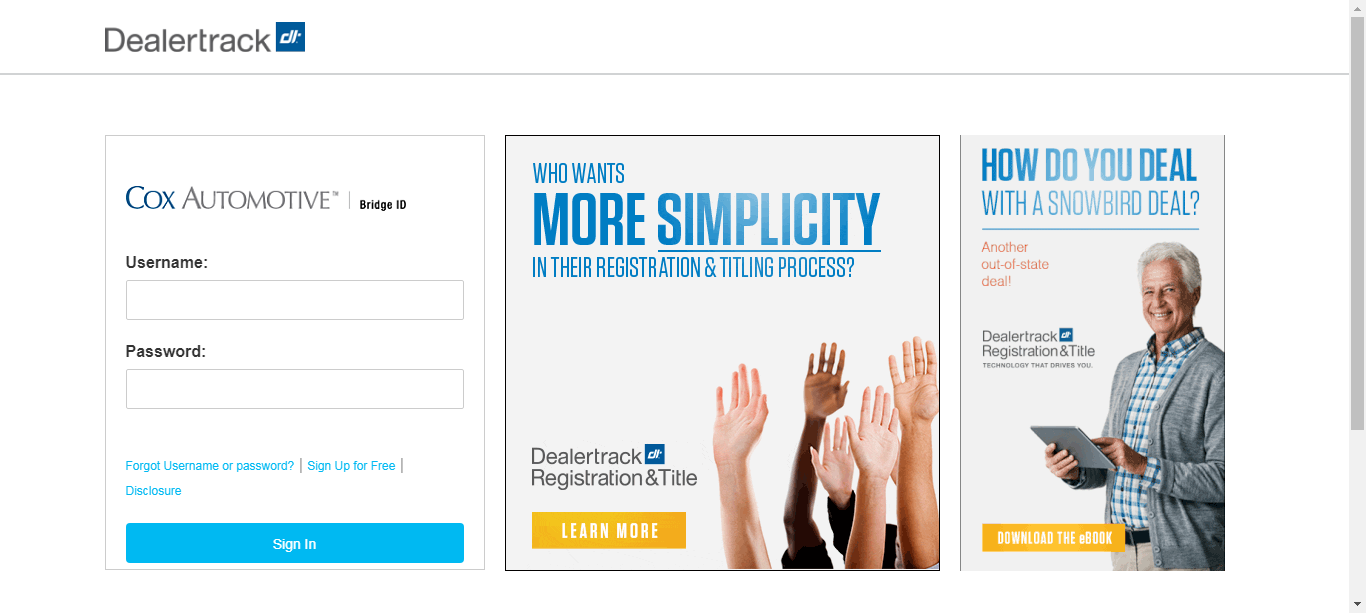 Dealertrack dt.
COX AUTOMOTIVE™ | Bridge ID
Username:
Password:
Forgot Username or password? | Sign Up for Free |
Disclosure
Sign In
WHO WANTS
MORE SIMPLICITY
IN THEIR REGISTRATION & TITLING PROCESS?
Dealertrack dt.
Registration&Title
LEARN MORE
HOW DO YOU DEAL
WITH A SNOWBIRD DEAL?
Another
out-of-state
deal!
Dealertrack dt.
Registration&Title
TECHNOLOGY THAT DRIVES YOU.
DOWNLOAD THE eBOOK